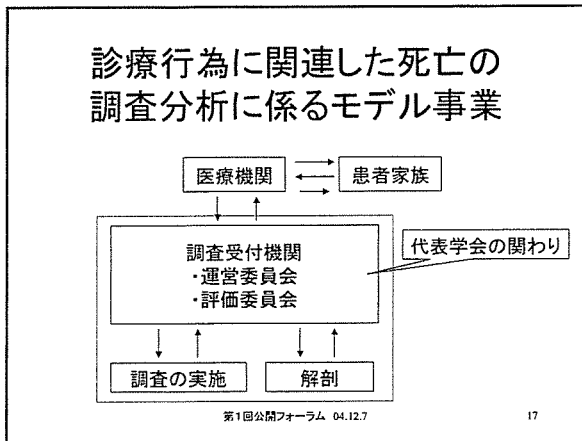 診療行為に関連した死亡の
調査分析に係るモデル事業
医療機関
患者家族
調査受付機関
・運営委員会
・評価委員会
代表学会の関わり
調査の実施
解剖
第1回公開フォーラム 04.12.7
17